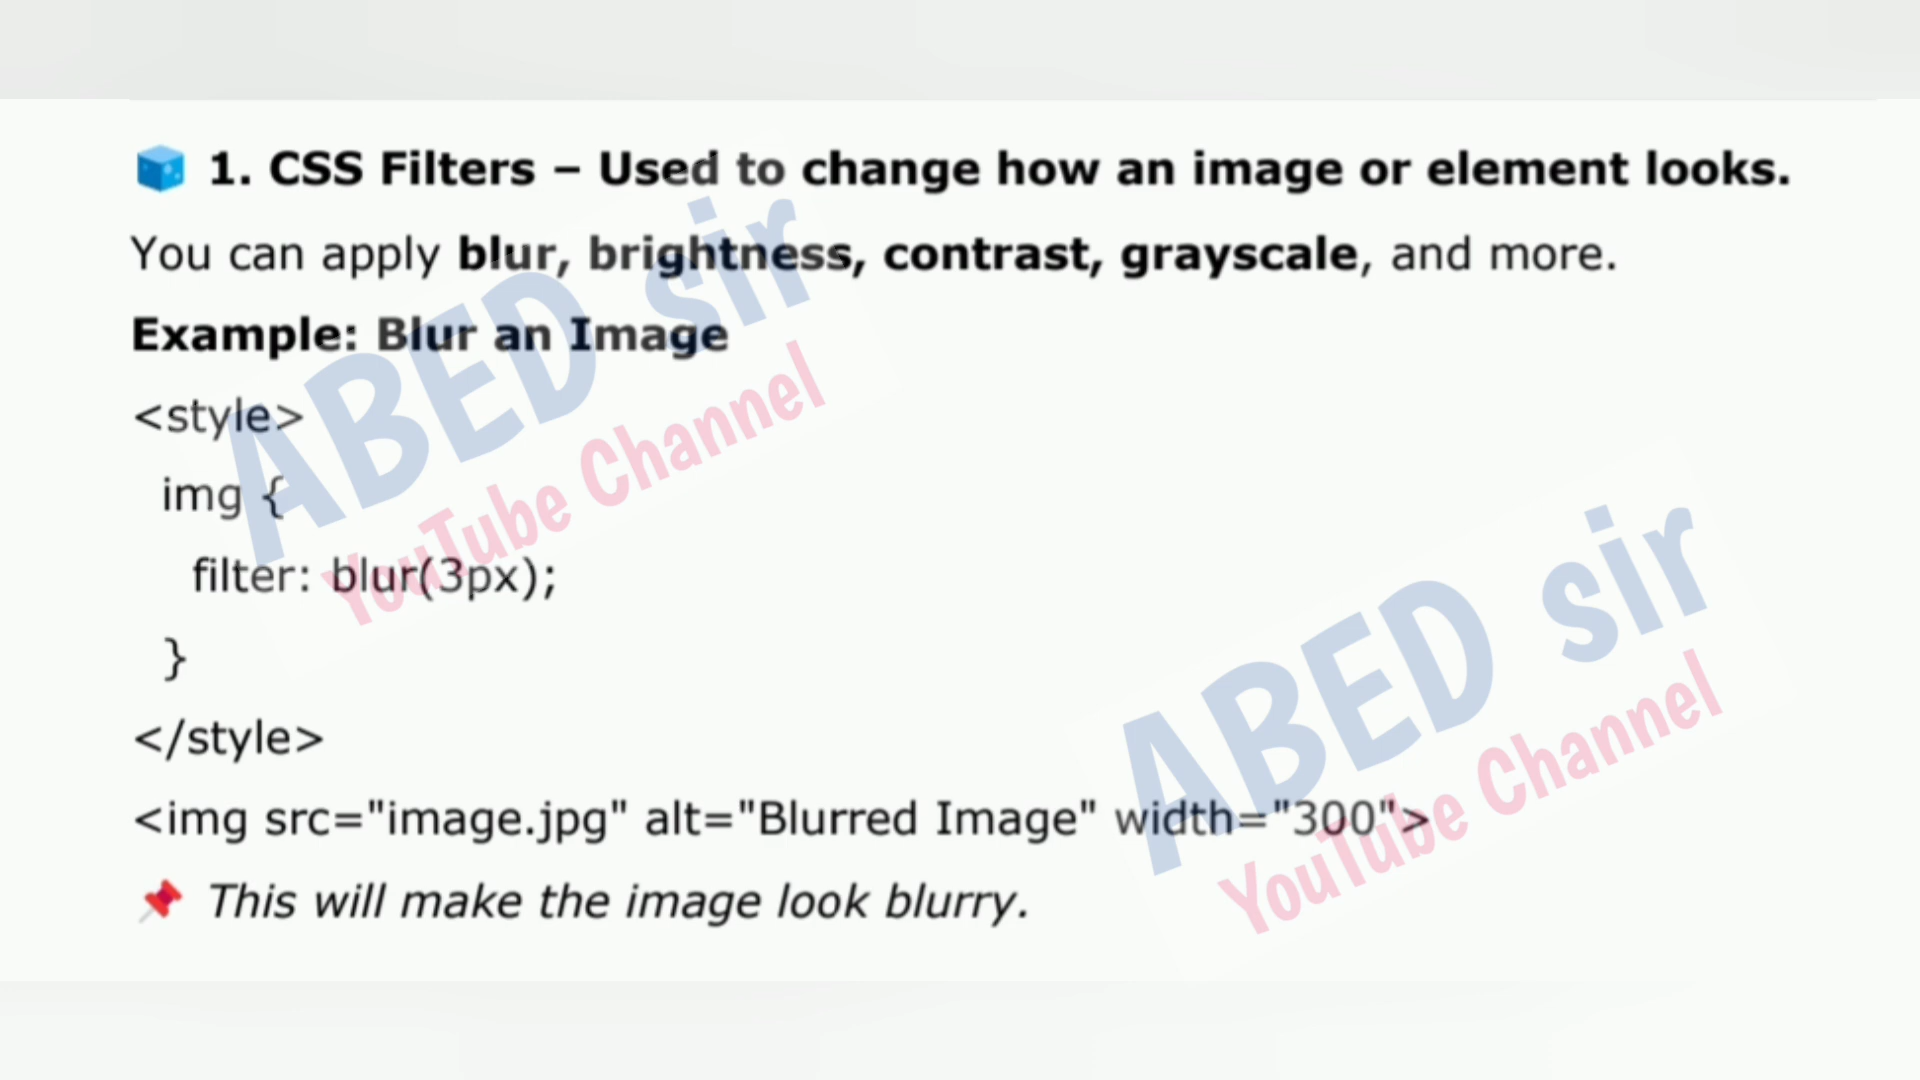 1. CSS Filters – Used to change how an image or element looks.
You can apply blur, brightness, contrast, grayscale, and more.
Example: Blur an Image
<style>
img {
filter: blur(3px);
}
</style>
<img src="image.jpg" alt="Blurred Image" width="300">
📌 This will make the image look blurry.
ABED sir
YouTube Channel
ABED sir
YouTube Channel